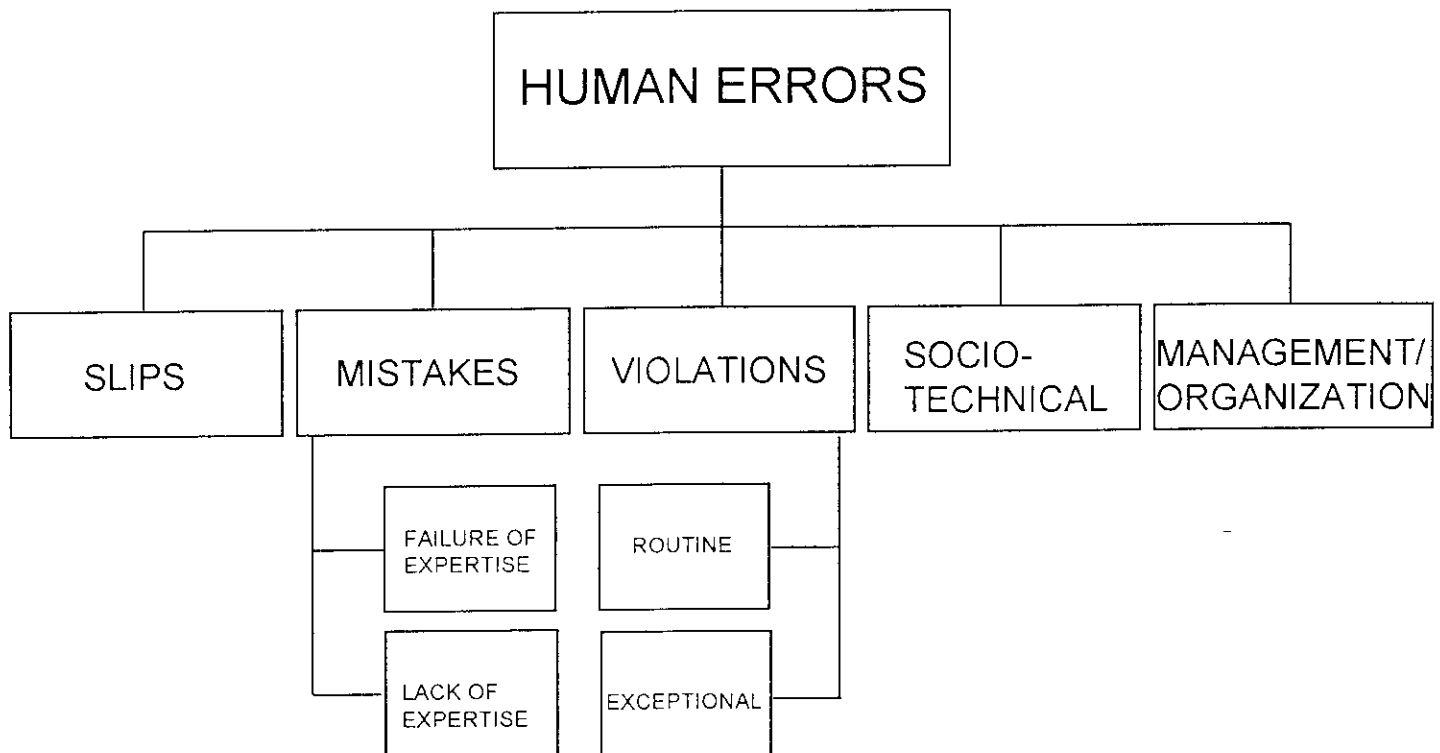 HUMAN ERRORS
SLIPS
MISTAKES
VIOLATIONS
SOCIO-
TECHNICAL
MANAGEMENT/
ORGANIZATION
FAILURE OF
EXPERTISE
ROUTINE
LACK OF
EXPERTISE
EXCEPTIONAL